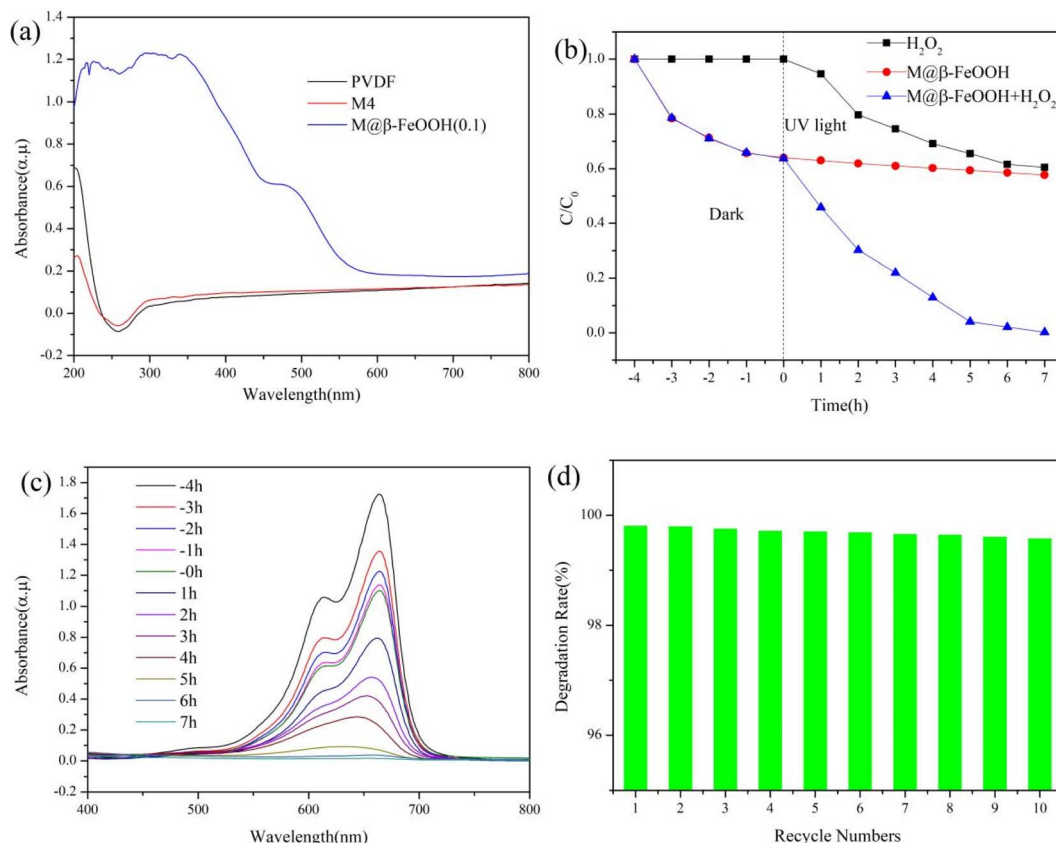 (a)
1.4
1.2
1.0
0.8
0.6
0.4
0.2
0.0
-0.2
Absorbance(α.μ)
PVDF
M4
M@β-FeOOH(0.1)
200 300 400 500 600 700 800
Wavelength(nm)
(b)
H₂O₂
M@β-FeOOH
M@β-FeOOH+H₂O₂
1.0
0.8
0.6
0.4
0.2
0.0
C/C₀
UV light
Dark
-4 -3 -2 -1 0 1 2 3 4 5 6 7
Time(h)
(c)
1.8
1.6
1.4
1.2
1.0
0.8
0.6
0.4
0.2
0.0
-0.2
Absorbance(α.μ)
-4h
-3h
-2h
-1h
-0h
1h
2h
3h
4h
5h
6h
7h
400 500 600 700 800
Wavelength(nm)
(d)
100
98
96
Degradation Rate(%)
1 2 3 4 5 6 7 8 9 10
Recycle Numbers